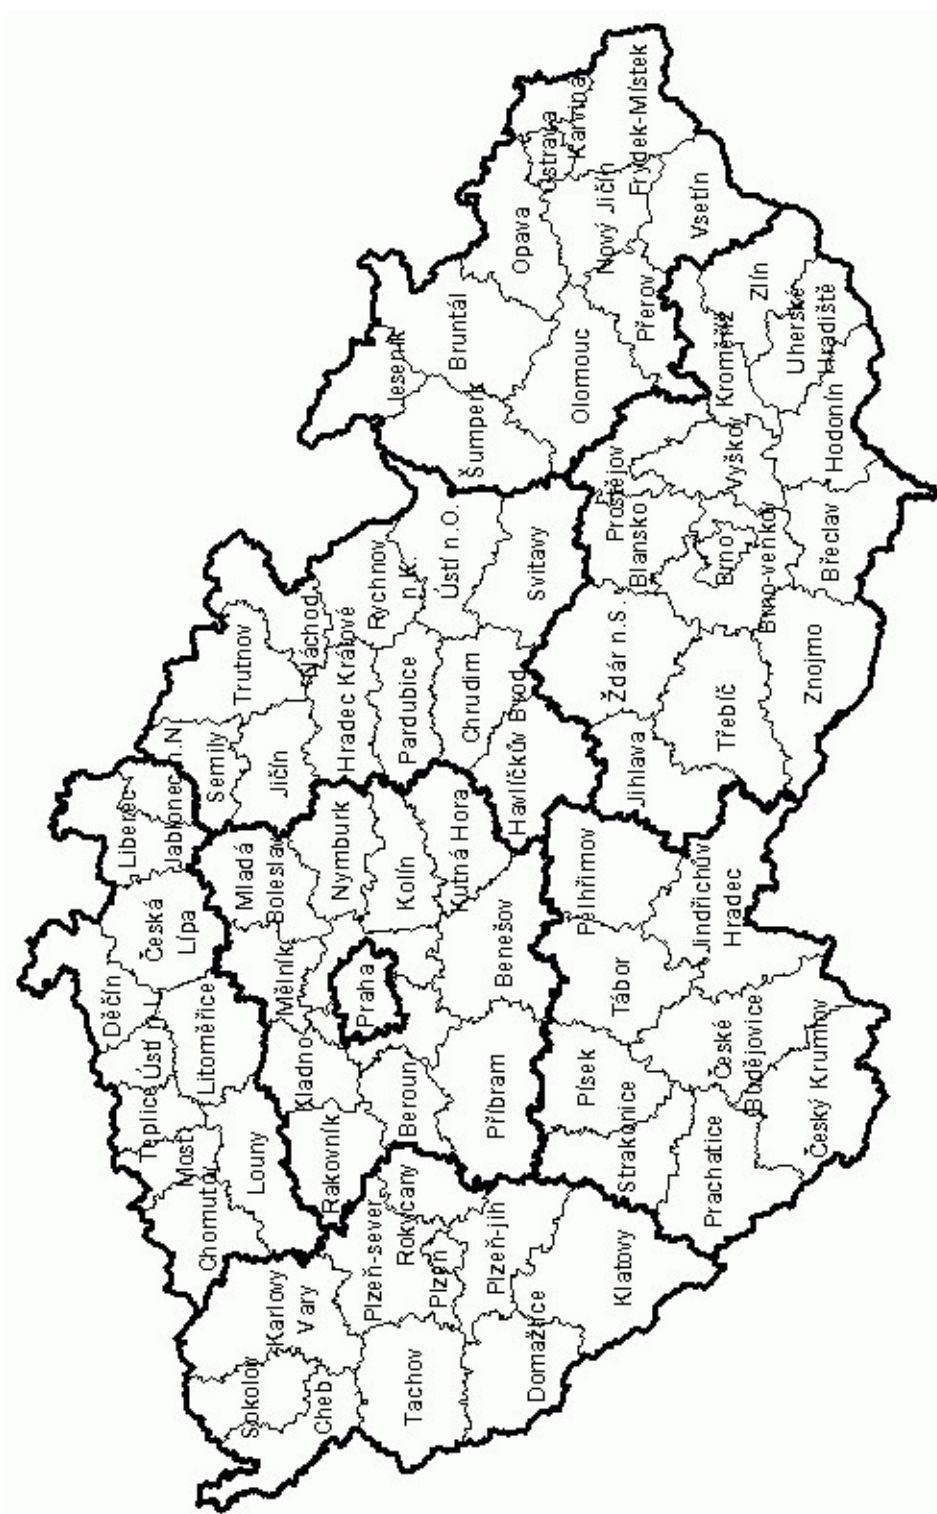 Děčín
Liberec
Jablonec n.N
Česká
Lípa
Ústí n.L
Teplice
Most
Litoměřice
Chomutov
Louny
Semily
Trutnov
Jičín
Náchod
Mladá
Boleslav
Mělník
Sokolov
Karlovy
Vary
Cheb
Kladno
Rakovník
Nymburk
Hradec Králové
Rychnov
n.K.
Jeseník
Praha
Kolín
Pardubice
Plzeň-sever
Rokycany
Beroun
Tachov
Plzeň
Ústí n.O.
Bruntál
Šumperk
Kutná Hora
Chrudim
Plzeň-jih
Příbram
Benešov
Havlíčkův Brod
Svitavy
Opava
Ostrava
Karviná
Domažlice
Olomouc
Nový Jičín
Frýdek-Místek
Písek
Pelhřimov
Strakonice
Tábor
Klatovy
Jihlava
Ždár n.S.
Prostějov
Blansko
Přerov
Vsetín
Prachatice
České
Budějovice
Jindřichův
Hradec
Třebíč
Brno
Vyškov
Kroměříž
Zlín
Brno-venkov
Uherské
Hradiště
Český Krumlov
Znojmo
Břeclav
Hodonín